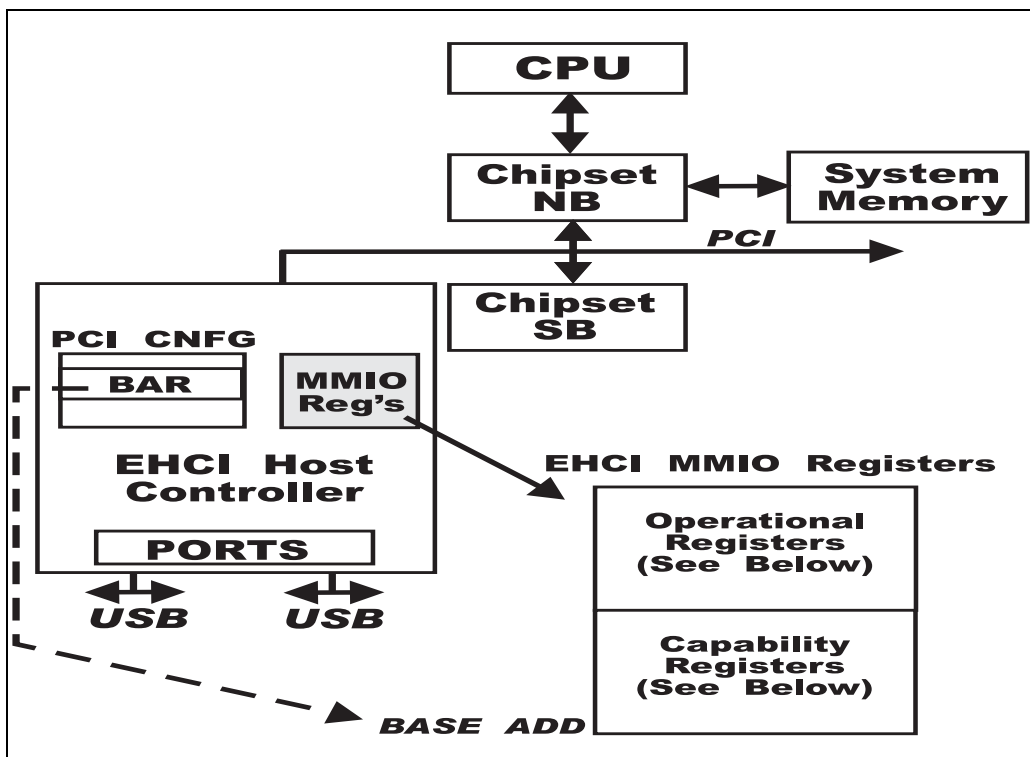 CPU
Chipset
NB
System
Memory
PCI
Chipset
SB
PCI CNFG
BAR
MMIO
Reg's
EHCI Host
Controller
PORTS
USB
USB
EHCI MMIO Registers
Operational
Registers
(See Below)
Capability
Registers
(See Below)
BASE ADD